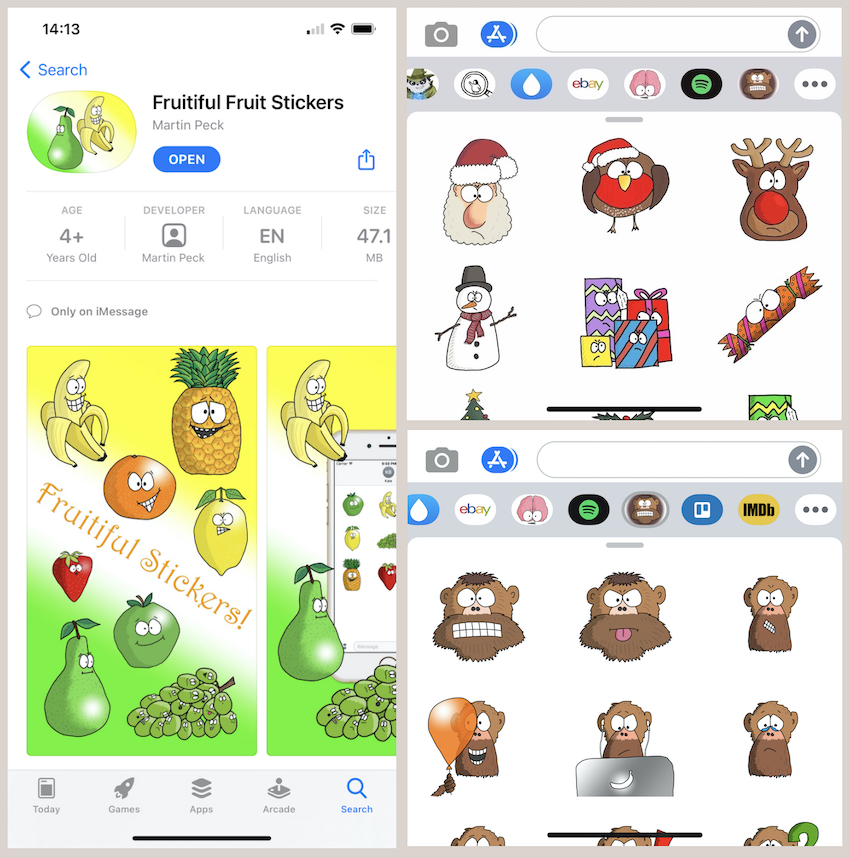 14:13
Search
Fruitiful Fruit Stickers
Martin Peck
OPEN
AGE
4+
Years Old
DEVELOPER
Martin Peck
LANGUAGE
EN
English
SIZE
47.1
MB
Only on iMessage
Fruitiful Stickers!
iMessage
Today
Games
Apps
Arcade
Search
ebay
ebay
IMDb